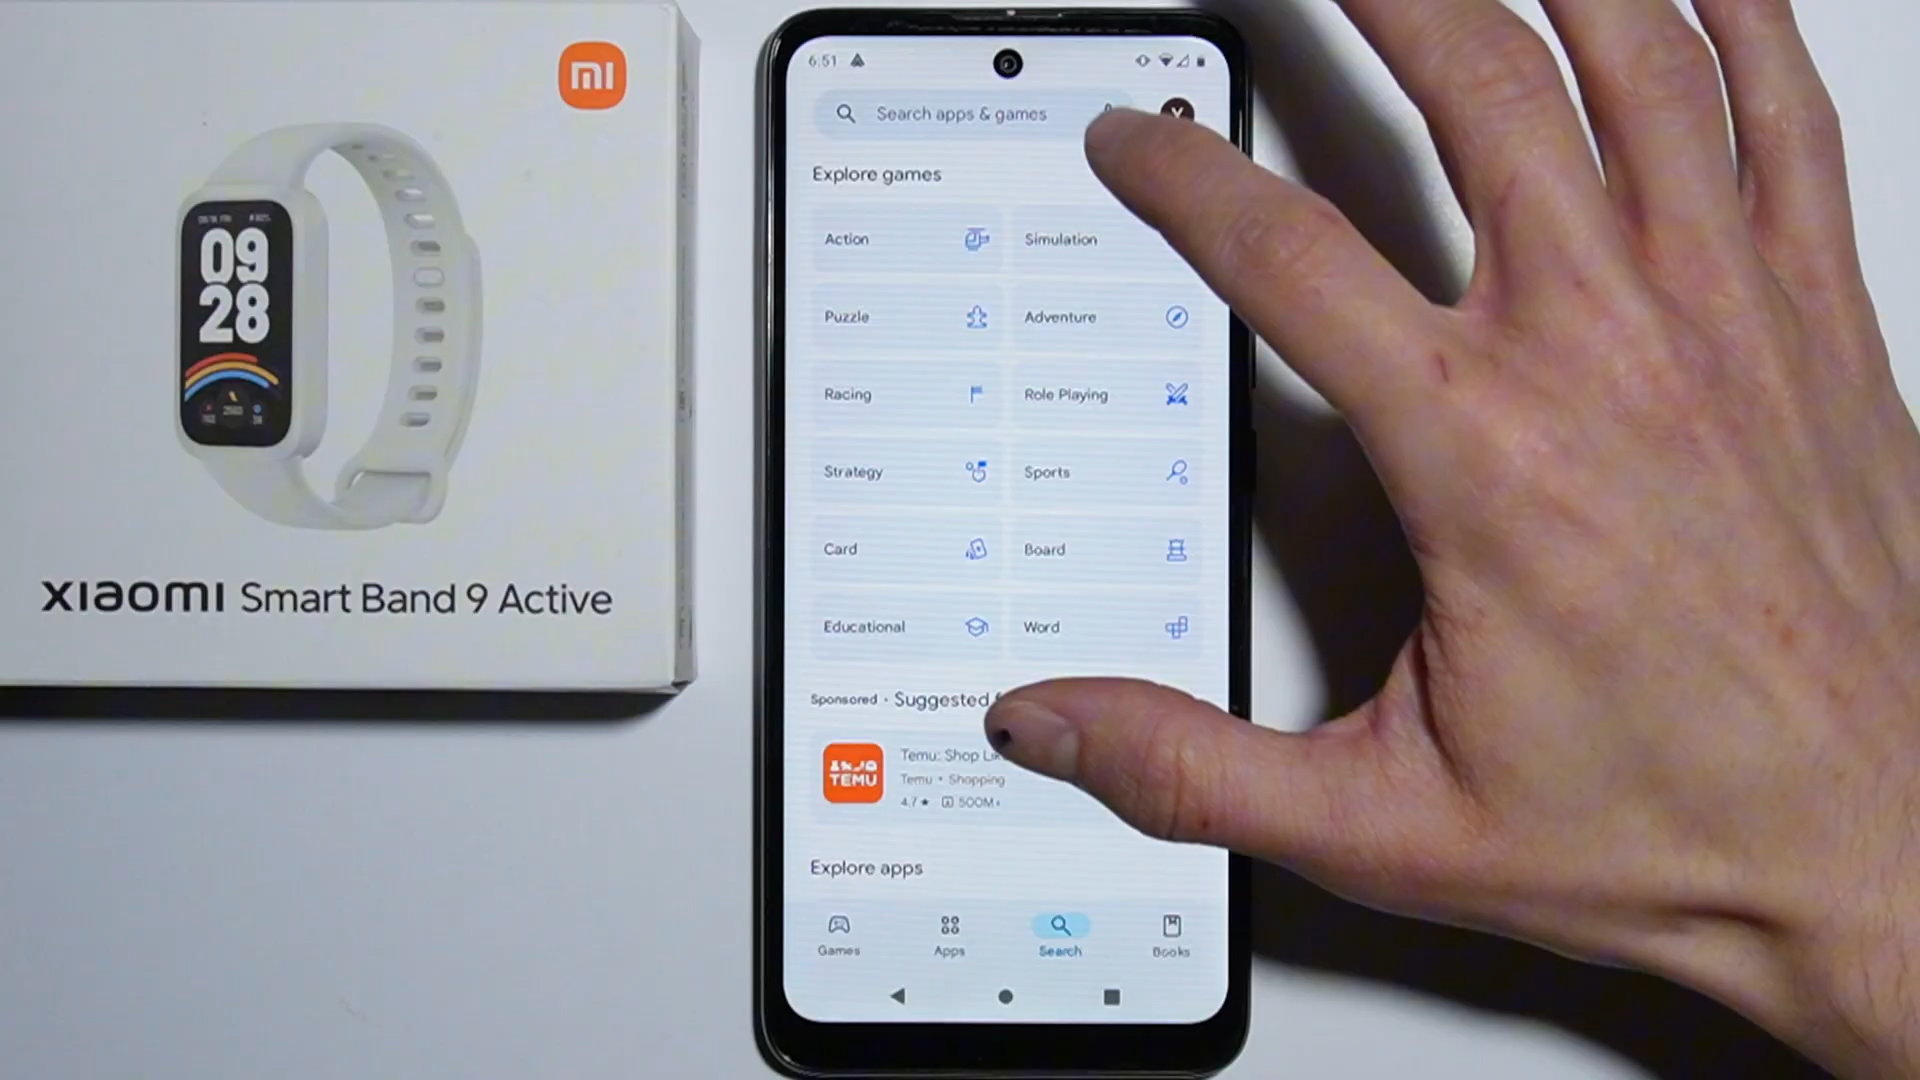 mi
09
28
xiaomi Smart Band 9 Active
6:51
Search apps & games
Explore games
Action
Simulation
Puzzle
Adventure
Racing
Role Playing
Strategy
Sports
Card
Board
Educational
Word
Sponsored · Suggested
Temu: Shop
TEMU
Temu • Shopping
4.7 ★ 500M+
Explore apps
Games
Apps
Search
Books